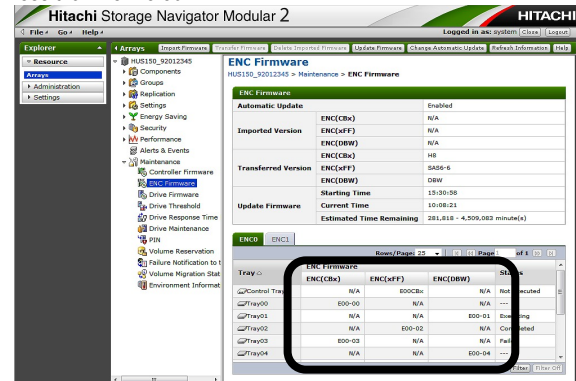 Hitachi Storage Navigator Modular 2
HITACHI
File Go Help
Logged in as: system Close Logout
Explorer
Resource
Arrays
Administration
Settings
Arrays Import Firmware Transfer Firmware Delete Imported Firmware Update Firmware Change Automatic Update Refresh Information Help
HUS150_92012345
Components
Groups
Replication
Settings
Energy Saving
Security
Performance
Alerts & Events
Maintenance
Controller Firmware
ENC Firmware
Drive Firmware
Drive Threshold
Drive Response Time
Drive Maintenance
PIN
Volume Reservation
Failure Notification to t
Volume Migration Stat
Environment Informat
ENC Firmware
HUS150_92012345 > Maintenance > ENC Firmware
ENC Firmware
Automatic Update Enabled
Imported Version ENC(CBx) N/A
ENC(xFF) N/A
ENC(DBW) N/A
Transferred Version ENC(CBx) H8
ENC(xFF) SAS6-6
ENC(DBW) DBW
Update Firmware Starting Time 15:30:58
Current Time 10:08:21
Estimated Time Remaining 281,818 - 4,509,083 minute(s)
ENC0 ENC1
Rows/Page: 25 Page of 1
Tray ENC Firmware
ENC(CBx) ENC(xFF) ENC(DBW)
Control Tray N/A E00CBx N/A Not
Tray00 E00-00 N/A N/A ---
Tray01 N/A N/A E00-01
Tray02 N/A E00-02 N/A
Tray03 E00-03 N/A N/A
Tray04 N/A N/A E00-04 ---
Filter Filter Off